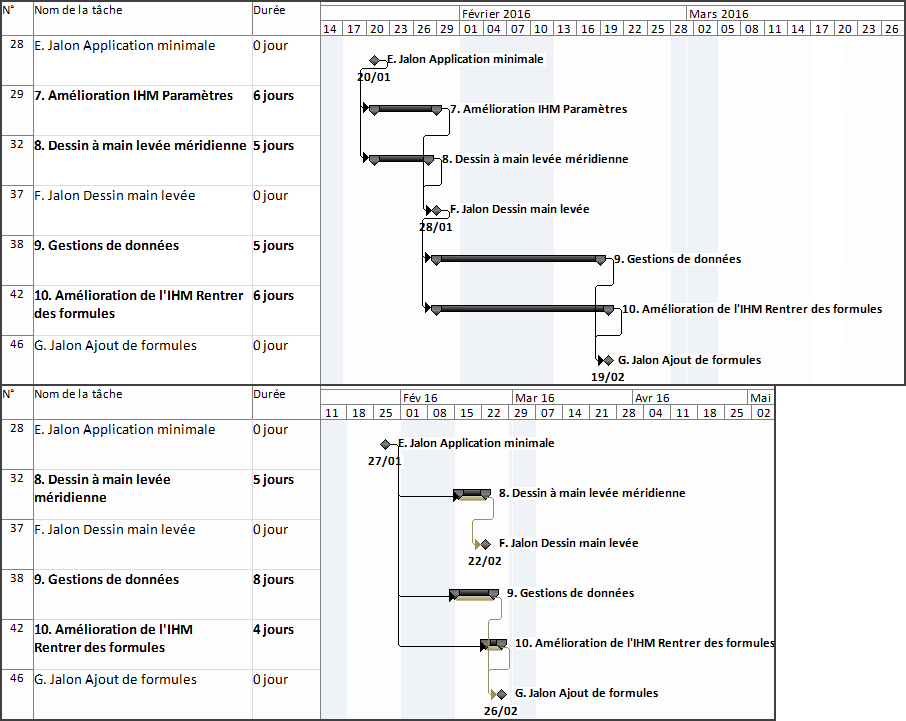 N° Nom de la tâche Durée
Février 2016 Mars 2016
14 17 20 23 26 29 01 04 07 10 13 16 19 22 25 28 02 05 08 11 14 17 20 23 26
28 E. Jalon Application minimale 0 jour
E. Jalon Application minimale
20/01
29 7. Amélioration IHM Paramètres 6 jours
7. Amélioration IHM Paramètres
32 8. Dessin à main levée méridienne 5 jours
8. Dessin à main levée méridienne
37 F. Jalon Dessin main levée 0 jour
F. Jalon Dessin main levée
28/01
38 9. Gestions de données 5 jours
9. Gestions de données
42 10. Amélioration de l'IHM Rentrer 6 jours
des formules
10. Amélioration de l'IHM Rentrer des formules
46 G. Jalon Ajout de formules 0 jour
G. Jalon Ajout de formules
19/02
N° Nom de la tâche Durée
Fév 16 Mar 16 Avr 16 Mai
11 18 25 01 08 15 22 29 07 14 21 28 04 11 18 25 02
28 E. Jalon Application minimale 0 jour
E. Jalon Application minimale
27/01
32 8. Dessin à main levée 5 jours
méridienne
8. Dessin à main levée méridienne
37 F. Jalon Dessin main levée 0 jour
F. Jalon Dessin main levée
22/02
38 9. Gestions de données 8 jours
9. Gestions de données
42 10. Amélioration de l'IHM 4 jours
Rentrer des formules
10. Amélioration de l'IHM Rentrer des formules
46 G. Jalon Ajout de formules 0 jour
G. Jalon Ajout de formules
26/02